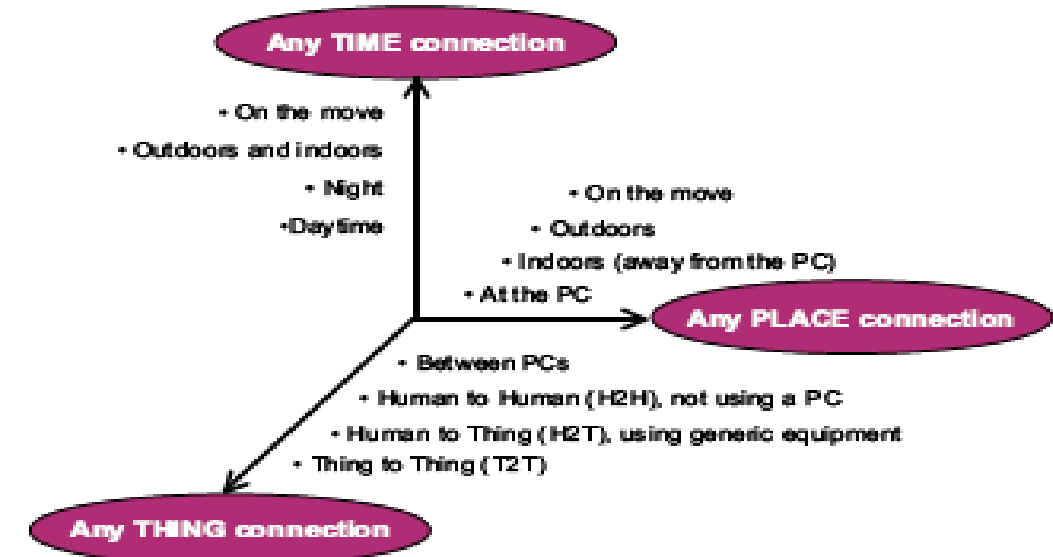 Any TIME connection
• On the move
• Outdoors and indoors
• Night
•Daytime
• On the move
• Outdoors
• Indoors (away from the PC)
• At the PC
Any PLACE connection
• Between PCs
• Human to Human (H2H), not using a PC
• Human to Thing (H2T), using generic equipment
• Thing to Thing (T2T)
Any THING connection